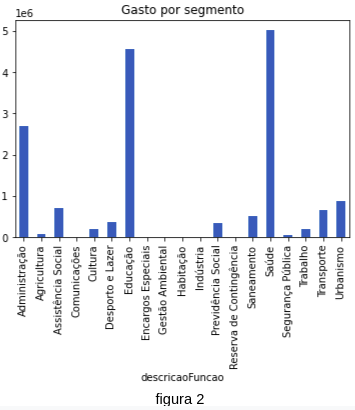 Gasto por segmento
1e6
5
4
3
2
1
0
Administração
Agricultura
Assistência Social
Comunicações
Cultura
Desporto e Lazer
Educação
Encargos Especiais
Gestão Ambiental
Habitação
Indústria
Previdência Social
Reserva de Contingência
Saneamento
Saúde
Segurança Pública
Trabalho
Transporte
Urbanismo
descricaoFuncao
figura 2